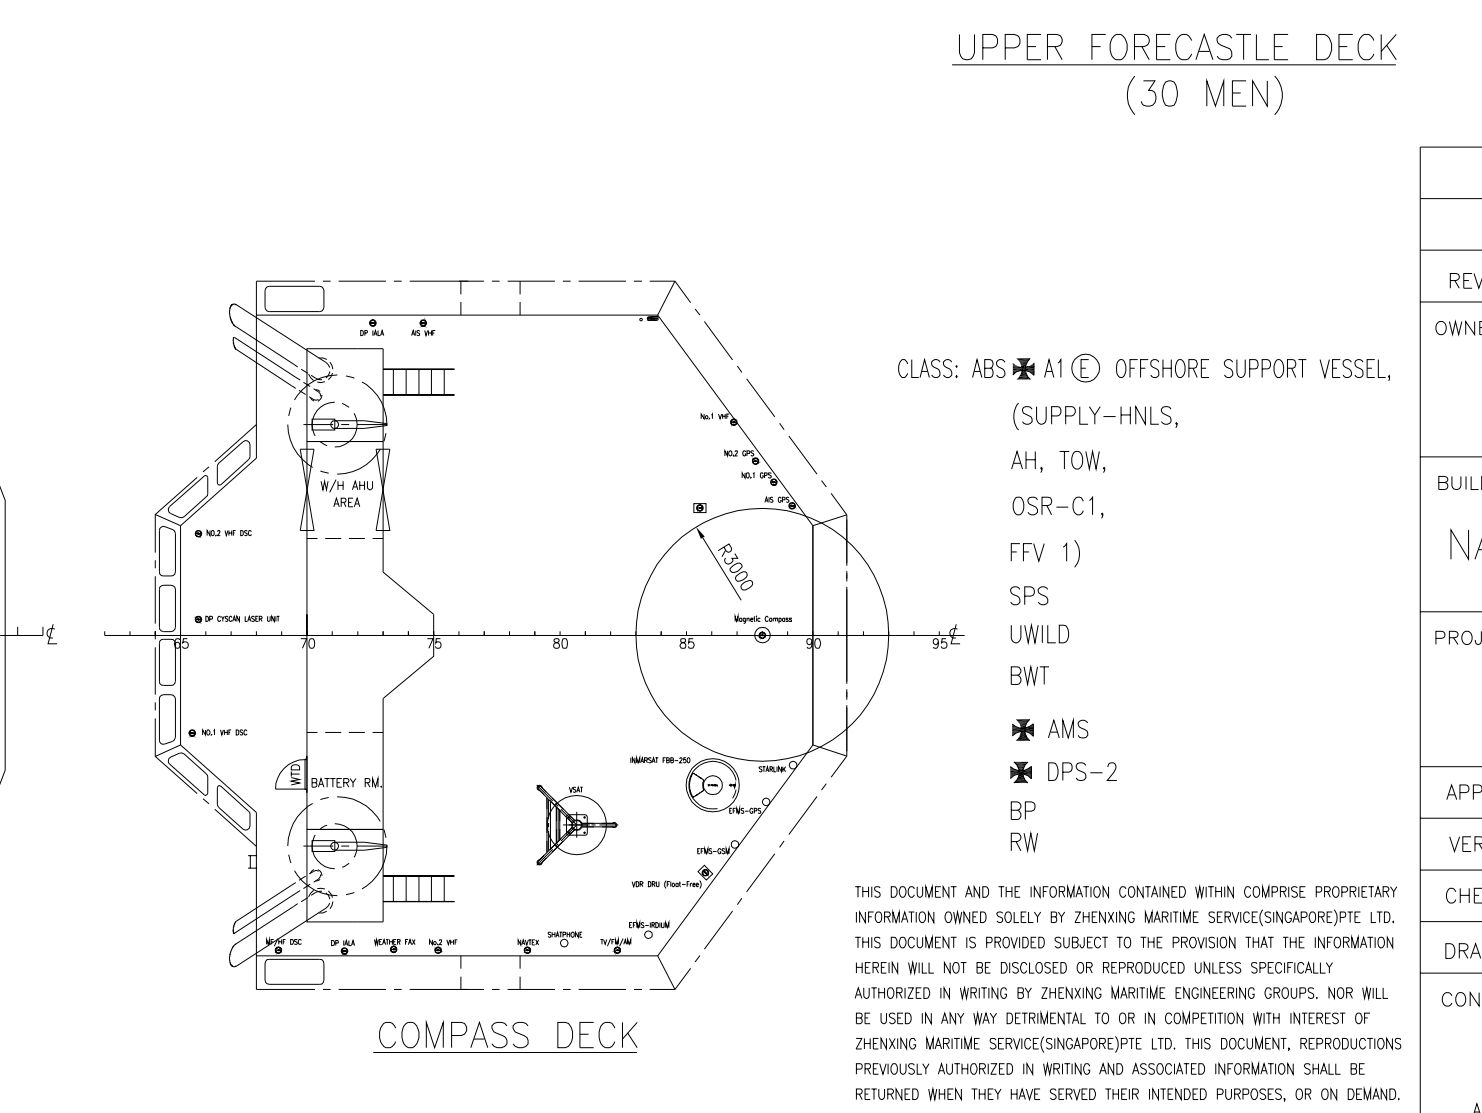 UPPER FORECASTLE DECK
(30 MEN)
REV
OWNE
BUIL
NA
PROJ
APP
VER
CHE
DRA
CON
A
CLASS: ABS ✠ A1 Ⓔ OFFSHORE SUPPORT VESSEL,
(SUPPLY-HNLS,
AH, TOW,
OSR-C1,
FFV 1)
SPS
UWILD
BWT
✠ AMS
✠ DPS-2
BP
RW
DP IALA
AIS VHF
No.1 VHF
NO.2 GPS
NO.1 GPS
AIS GPS
W/H AHU
AREA
NO.2 VHF DSC
R3000
DP CYSCAN LASER UNIT
Magnetic Compass
℄
65
70
75
80
85
90
95
℄
NO.1 VHF DSC
WTD
BATTERY RM.
INMARSAT FBB-250
STARLINK
VSAT
EFMS-GPS
EFMS-GSM
VDR DRU (Float-Free)
EFMS-IRDIUM
MF/HF DSC
DP IALA
WEATHER FAX
No.2 VHF
NAVTEX
SHATPHONE
TV/FM/AM
COMPASS DECK
THIS DOCUMENT AND THE INFORMATION CONTAINED WITHIN COMPRISE PROPRIETARY
INFORMATION OWNED SOLELY BY ZHENXING MARITIME SERVICE(SINGAPORE)PTE LTD.
THIS DOCUMENT IS PROVIDED SUBJECT TO THE PROVISION THAT THE INFORMATION
HEREIN WILL NOT BE DISCLOSED OR REPRODUCED UNLESS SPECIFICALLY
AUTHORIZED IN WRITING BY ZHENXING MARITIME ENGINEERING GROUPS. NOR WILL
BE USED IN ANY WAY DETRIMENTAL TO OR IN COMPETITION WITH INTEREST OF
ZHENXING MARITIME SERVICE(SINGAPORE)PTE LTD. THIS DOCUMENT, REPRODUCTIONS
PREVIOUSLY AUTHORIZED IN WRITING AND ASSOCIATED INFORMATION SHALL BE
RETURNED WHEN THEY HAVE SERVED THEIR INTENDED PURPOSES, OR ON DEMAND.